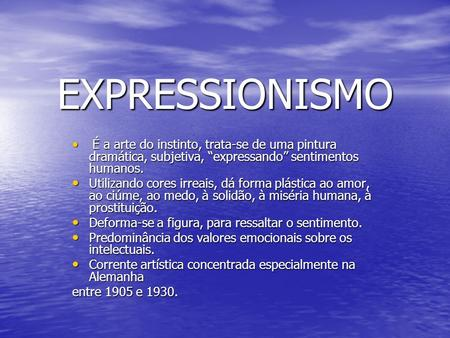 EXPRESSIONISMO
• É a arte do instinto, trata-se de uma pintura
dramática, subjetiva, “expressando” sentimentos
humanos.
• Utilizando cores irreais, dá forma plástica ao amor,
ao ciúme, ao medo, à solidão, à miséria humana, à
prostituição.
• Deforma-se a figura, para ressaltar o sentimento.
• Predominância dos valores emocionais sobre os
intelectuais.
• Corrente artística concentrada especialmente na
Alemanha
entre 1905 e 1930.